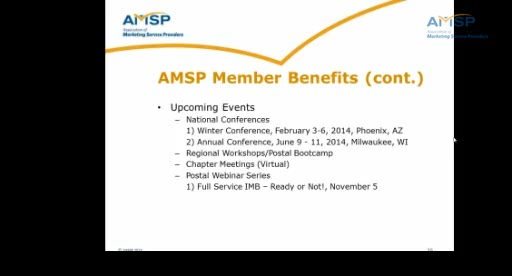 AMSP
Association of
Marketing Service Providers
AMSP
Association of
Marketing Service Providers
AMSP Member Benefits (cont.)
• Upcoming Events
– National Conferences
1) Winter Conference, February 3-6, 2014, Phoenix, AZ
2) Annual Conference, June 9 - 11, 2014, Milwaukee, WI
– Regional Workshops/Postal Bootcamp
– Chapter Meetings (Virtual)
– Postal Webinar Series
1) Full Service IMB – Ready or Not!, November 5